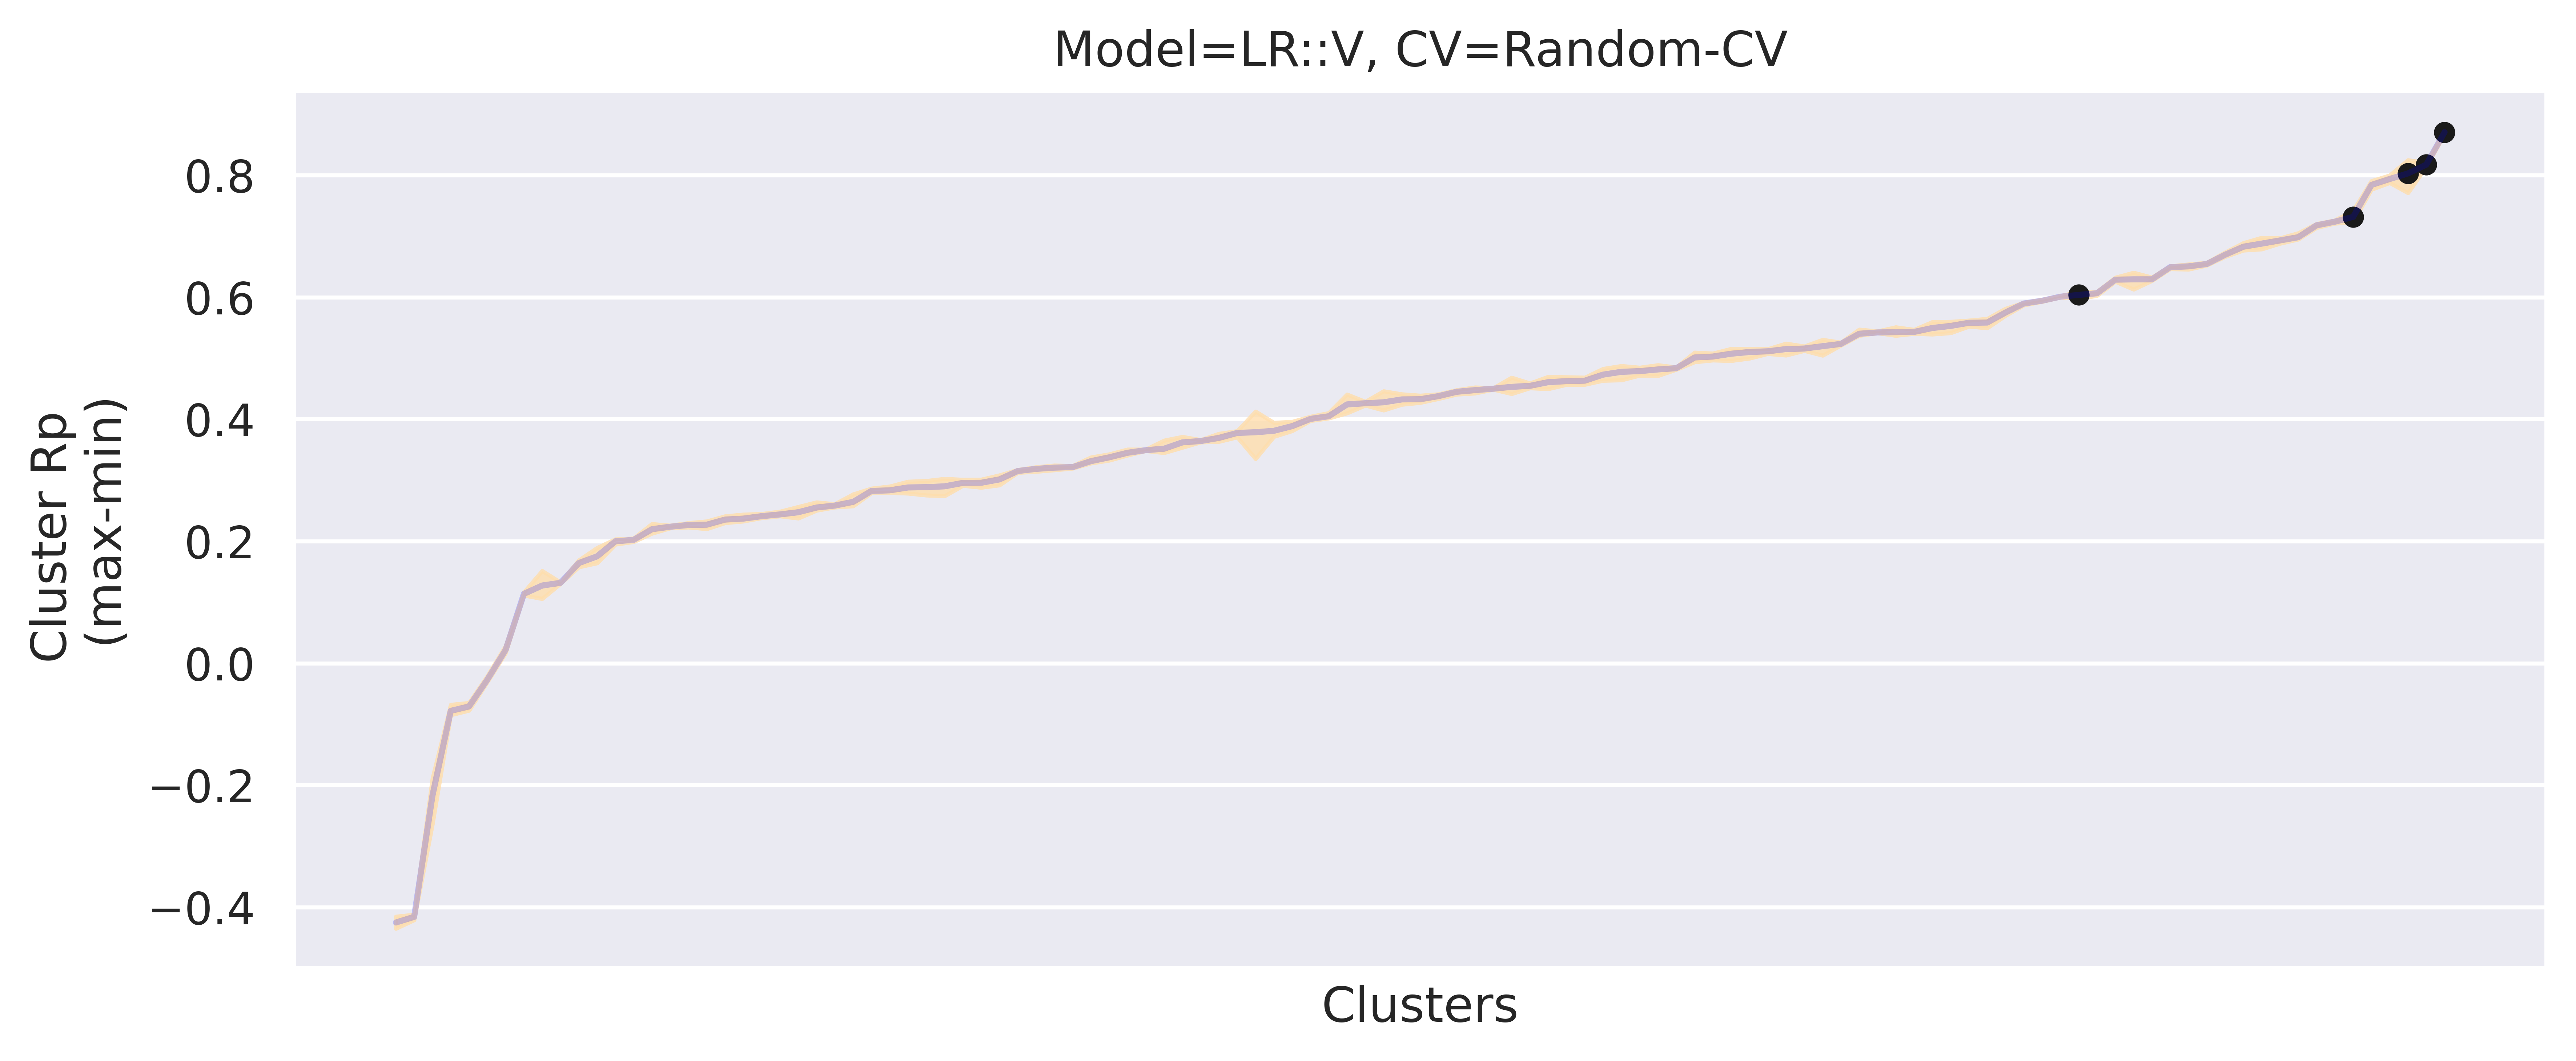 Model=LR::V, CV=Random-CV
Cluster Rp
(max-min)
0.8
0.6
0.4
0.2
0.0
−0.2
−0.4
Clusters